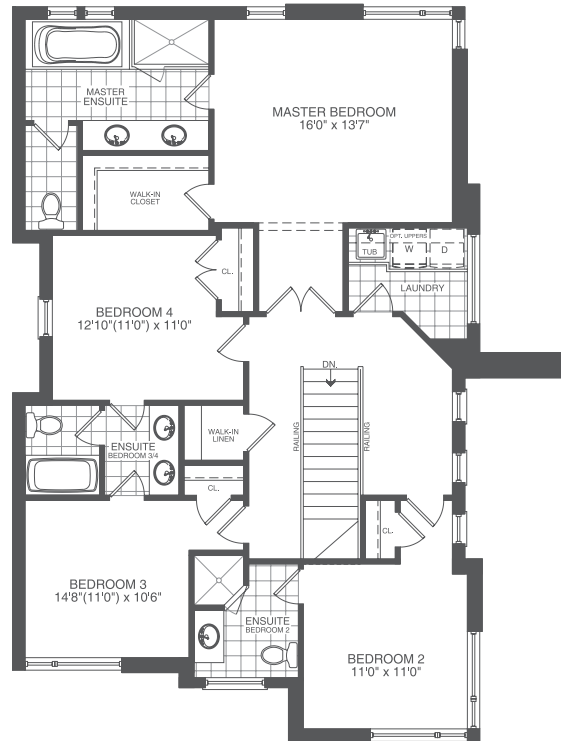 MASTER
ENSUITE
MASTER BEDROOM
16'0" x 13'7"
WALK-IN
CLOSET
CL.
OPT. UPPERS
TUB
W
D
LAUNDRY
BEDROOM 4
12'10"(11'0") x 11'0"
DN.
RAILING
RAILING
WALK-IN
LINEN
ENSUITE
BEDROOM 3/4
CL.
CL.
BEDROOM 3
14'8"(11'0") x 10'6"
ENSUITE
BEDROOM 2
BEDROOM 2
11'0" x 11'0"